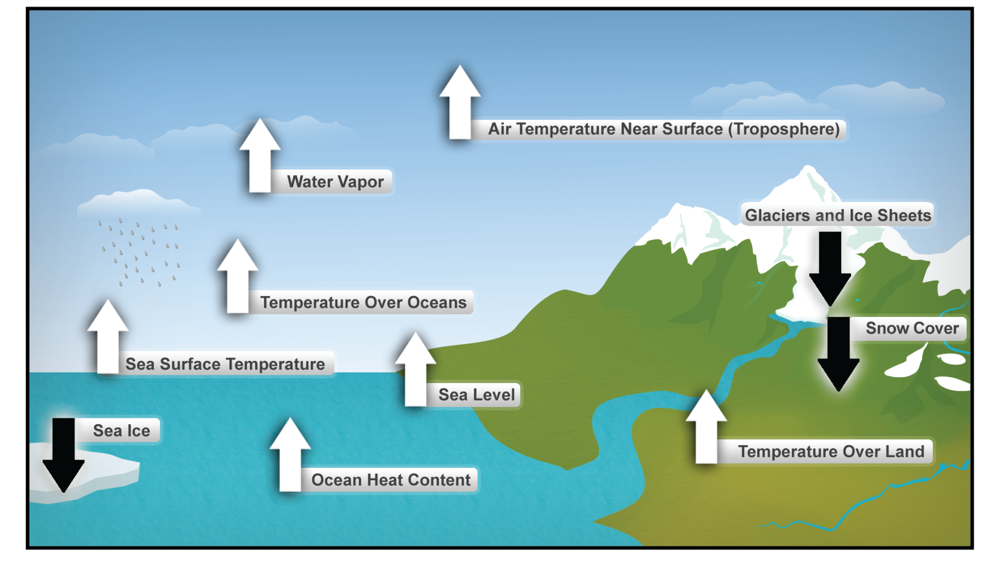 Air Temperature Near Surface (Troposphere)
Water Vapor
Glaciers and Ice Sheets
Temperature Over Oceans
Snow Cover
Sea Surface Temperature
Sea Level
Sea Ice
Temperature Over Land
Ocean Heat Content